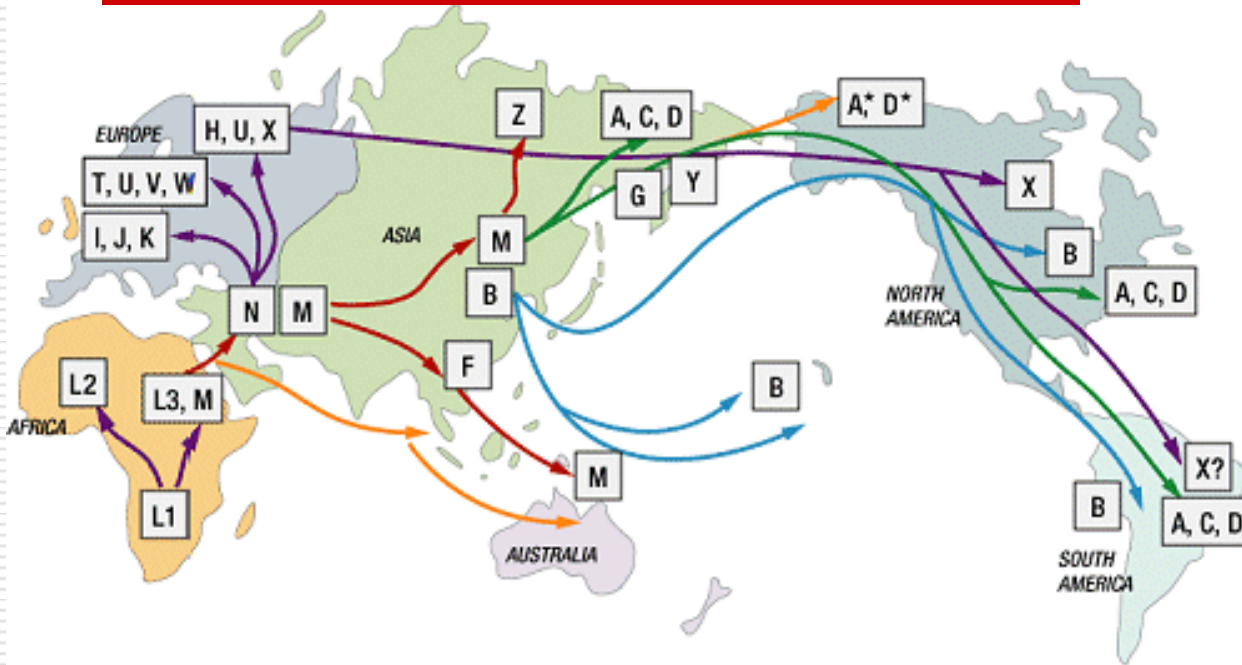 Z
A, C, D
A* D*
EUROPE
H, U, X
T, U, V, W
G
Y
X
I, J, K
ASIA
M
B
B
N
M
NORTH
AMERICA
A, C, D
L2
L3, M
F
B
AFRICA
M
X?
L1
B
A, C, D
AUSTRALIA
SOUTH
AMERICA